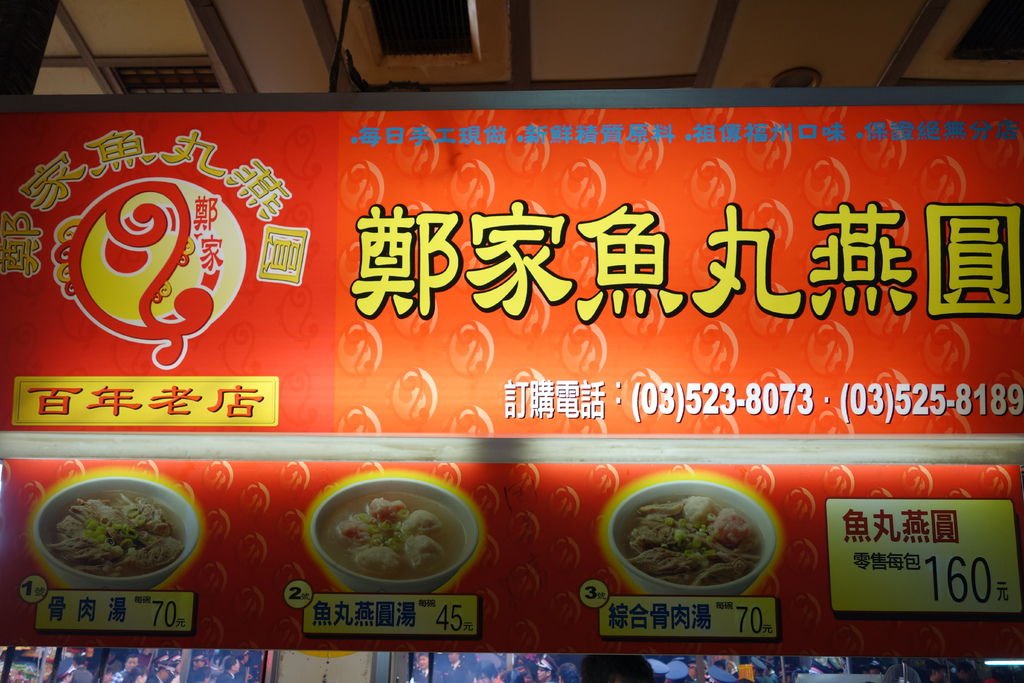 .每日手工現做 .新鮮精質原料 .祖傳福州口味 .保證絕無分店
鄭家魚丸燕圓
鄭家
鄭家魚丸燕圓
百年老店
訂購電話：(03)523-8073 · (03)525-8189
1號 骨肉湯 每碗70元
2號 魚丸燕圓湯 每碗45元
3號 綜合骨肉湯 每碗70元
魚丸燕圓
零售每包160元